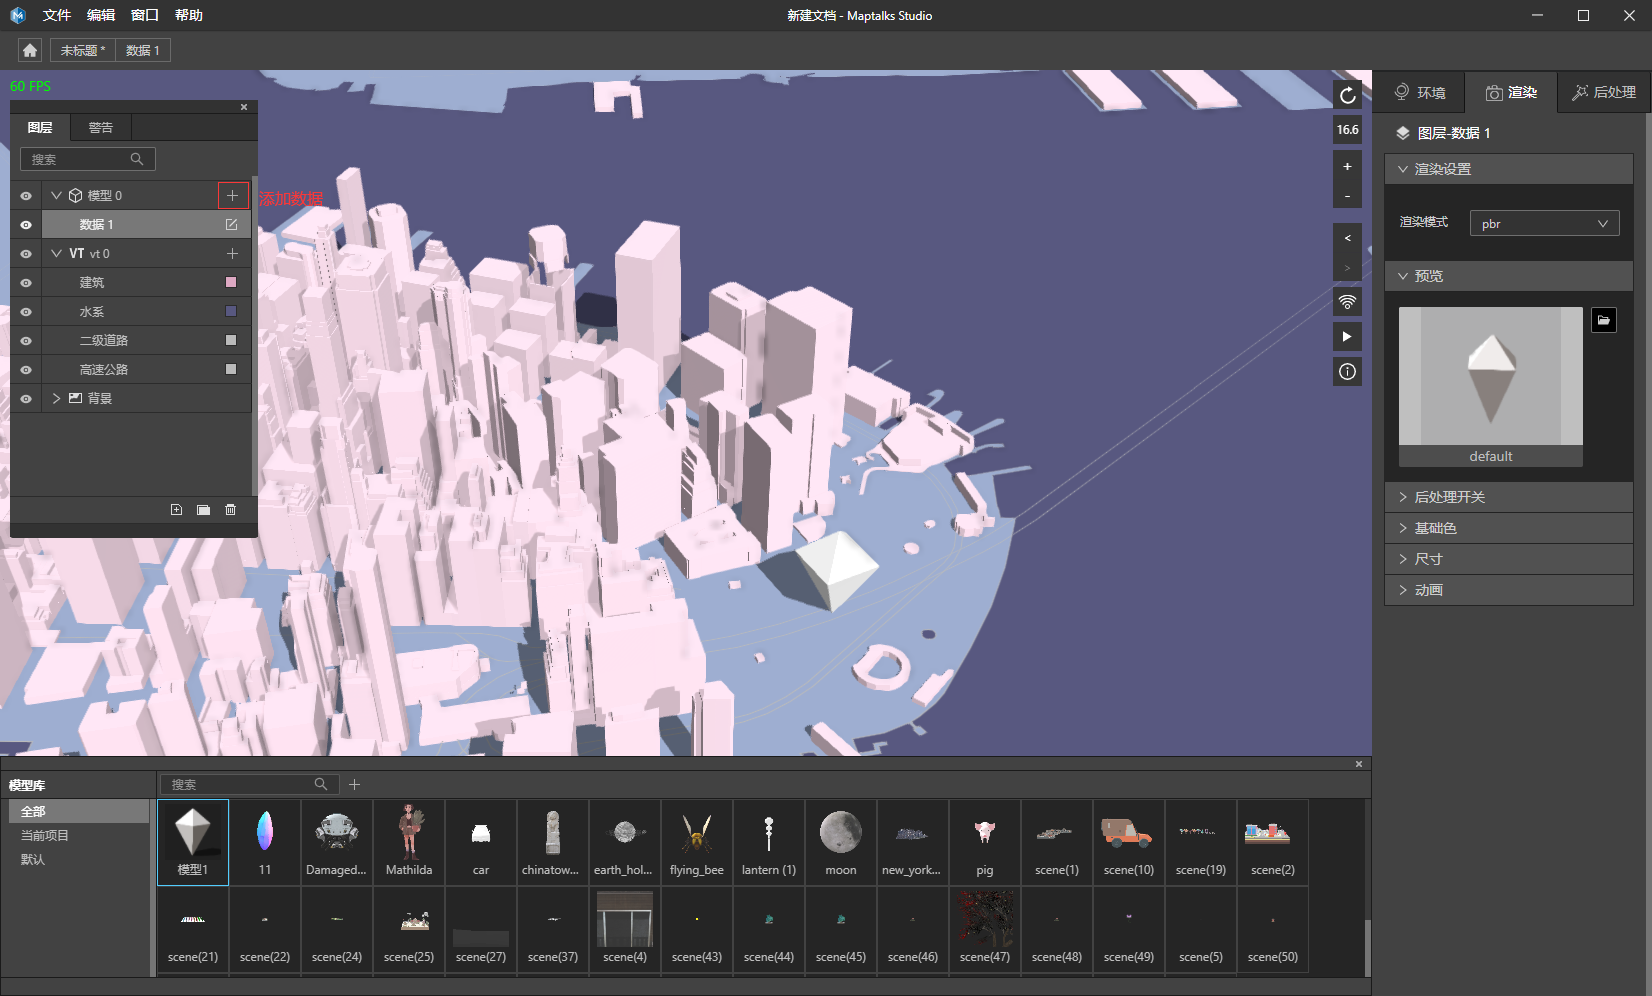 文件 编辑 窗口 帮助
新建文档 - Maptalks Studio
未标题 *
数据 1
60 FPS
图层
警告
搜索
模型 0
添加数据
数据 1
VT vt 0
建筑
水系
二级道路
高速公路
背景
16.6
+
-
<
>
环境
渲染
后处理
图层-数据 1
渲染设置
渲染模式
pbr
预览
default
后处理开关
基础色
尺寸
动画
模型库
全部
当前项目
默认
搜索
模型1
11
Damaged...
Mathilda
car
chinatow...
earth_hol...
flying_bee
lantern (1)
moon
new_york...
pig
scene(1)
scene(10)
scene(19)
scene(2)
scene(21)
scene(22)
scene(24)
scene(25)
scene(27)
scene(37)
scene(4)
scene(43)
scene(44)
scene(45)
scene(46)
scene(47)
scene(48)
scene(49)
scene(5)
scene(50)